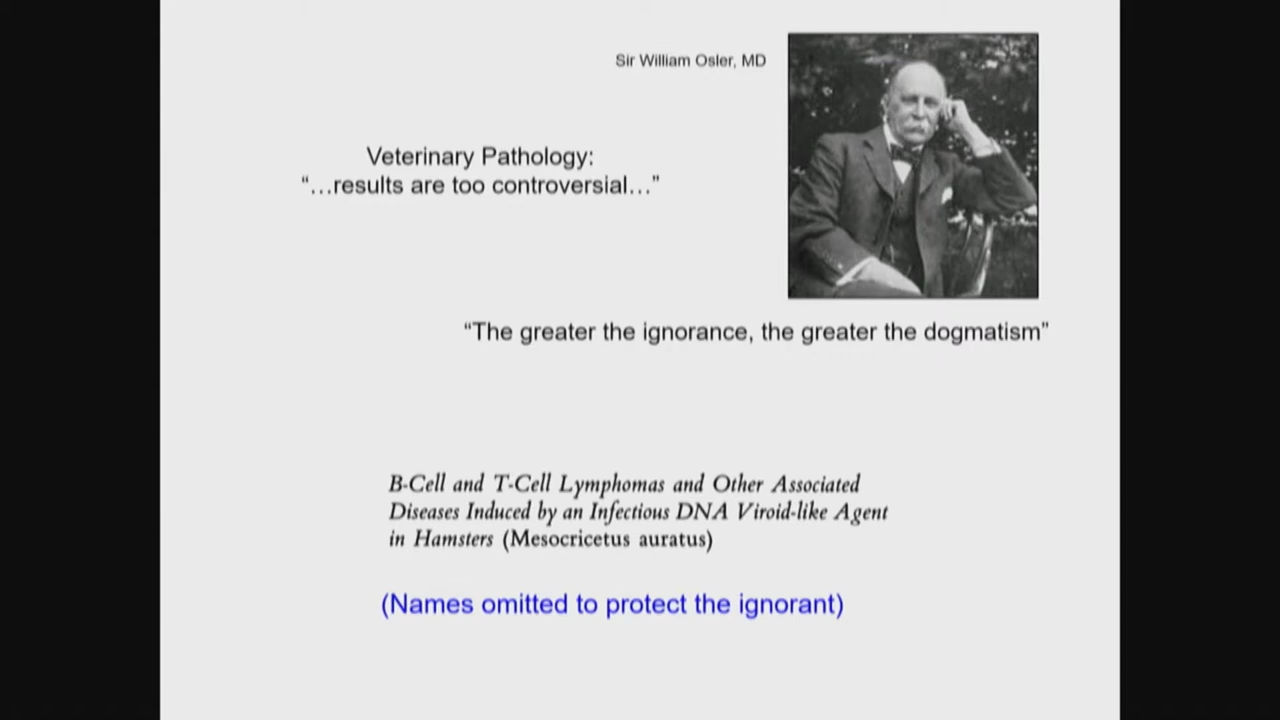 Sir William Osler, MD
Veterinary Pathology:
“…results are too controversial…”
“The greater the ignorance, the greater the dogmatism”
B-Cell and T-Cell Lymphomas and Other Associated
Diseases Induced by an Infectious DNA Viroid-like Agent
in Hamsters (Mesocricetus auratus)
(Names omitted to protect the ignorant)